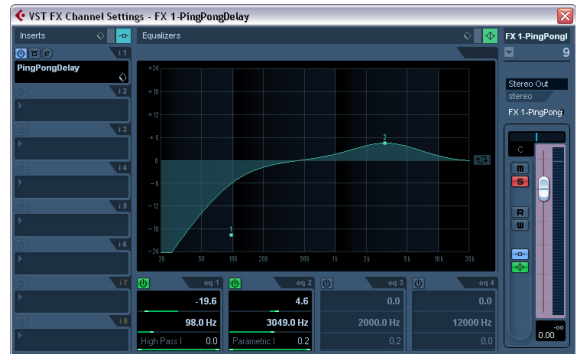 VST FX Channel Settings - FX 1-PingPongDelay
Inserts
Equalizers
FX 1-PingPongI
i 1
9
PingPongDelay
i 2
i 3
i 4
i 5
i 6
i 7
i 8
+24
+18
+12
+6
0
-6
-12
-18
-24
1
2
20
50
100
200
500
1k
2k
5k
10k
20k
Stereo Out
stereo
FX 1-PingPong
C
m
S
R
W
0.00
-oo
eq 1
eq 2
eq 3
eq 4
-19.6
4.6
0.0
0.0
98.0 Hz
3049.0 Hz
2000.0 Hz
12000 Hz
High Pass I
0.0
Parametric I
0.2
0.2
0.0